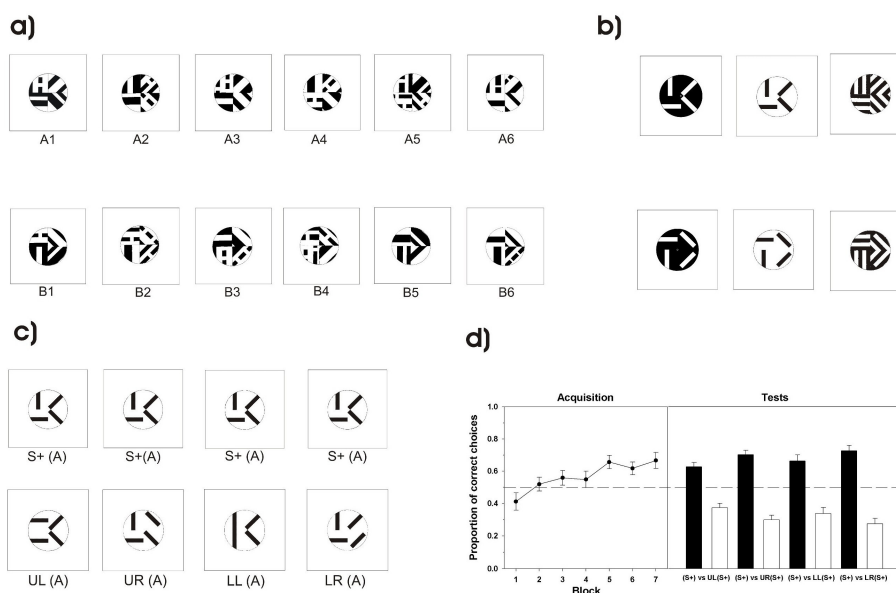 a)
b)
A1 A2 A3 A4 A5 A6
B1 B2 B3 B4 B5 B6
c)
S+ (A) S+(A) S+ (A) S+ (A)
UL (A) UR (A) LL (A) LR (A)
d)
Acquisition Tests
Proportion of correct choices
1.0
0.8
0.6
0.4
0.2
0.0
1 2 3 4 5 6 7
Block
(S+) vs UL(S+) (S+) vs UR(S+) (S+) vs LL(S+) (S+) vs LR(S+)